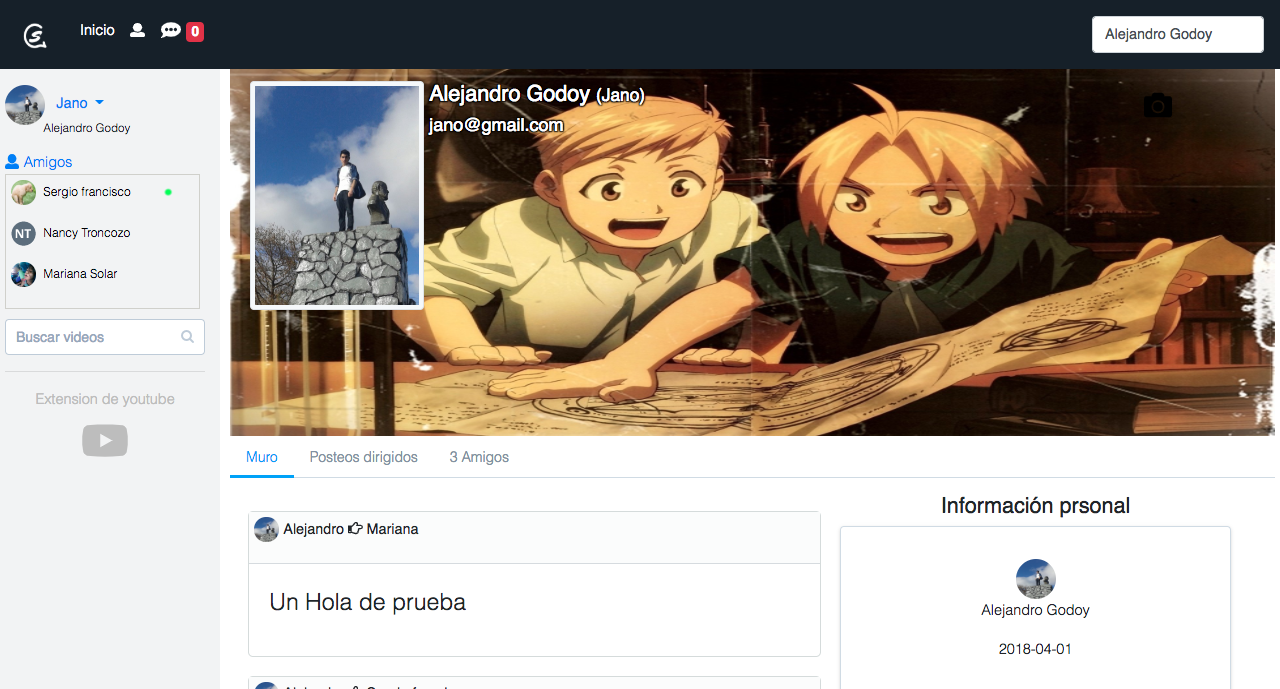 Inicio
0
Alejandro Godoy
Jano
Alejandro Godoy
Amigos
Sergio francisco
NT
Nancy Troncozo
Mariana Solar
Buscar videos
Extension de youtube
Alejandro Godoy (Jano)
jano@gmail.com
Muro
Posteos dirigidos
3 Amigos
Alejandro Mariana
Un Hola de prueba
Información prsonal
Alejandro Godoy
2018-04-01